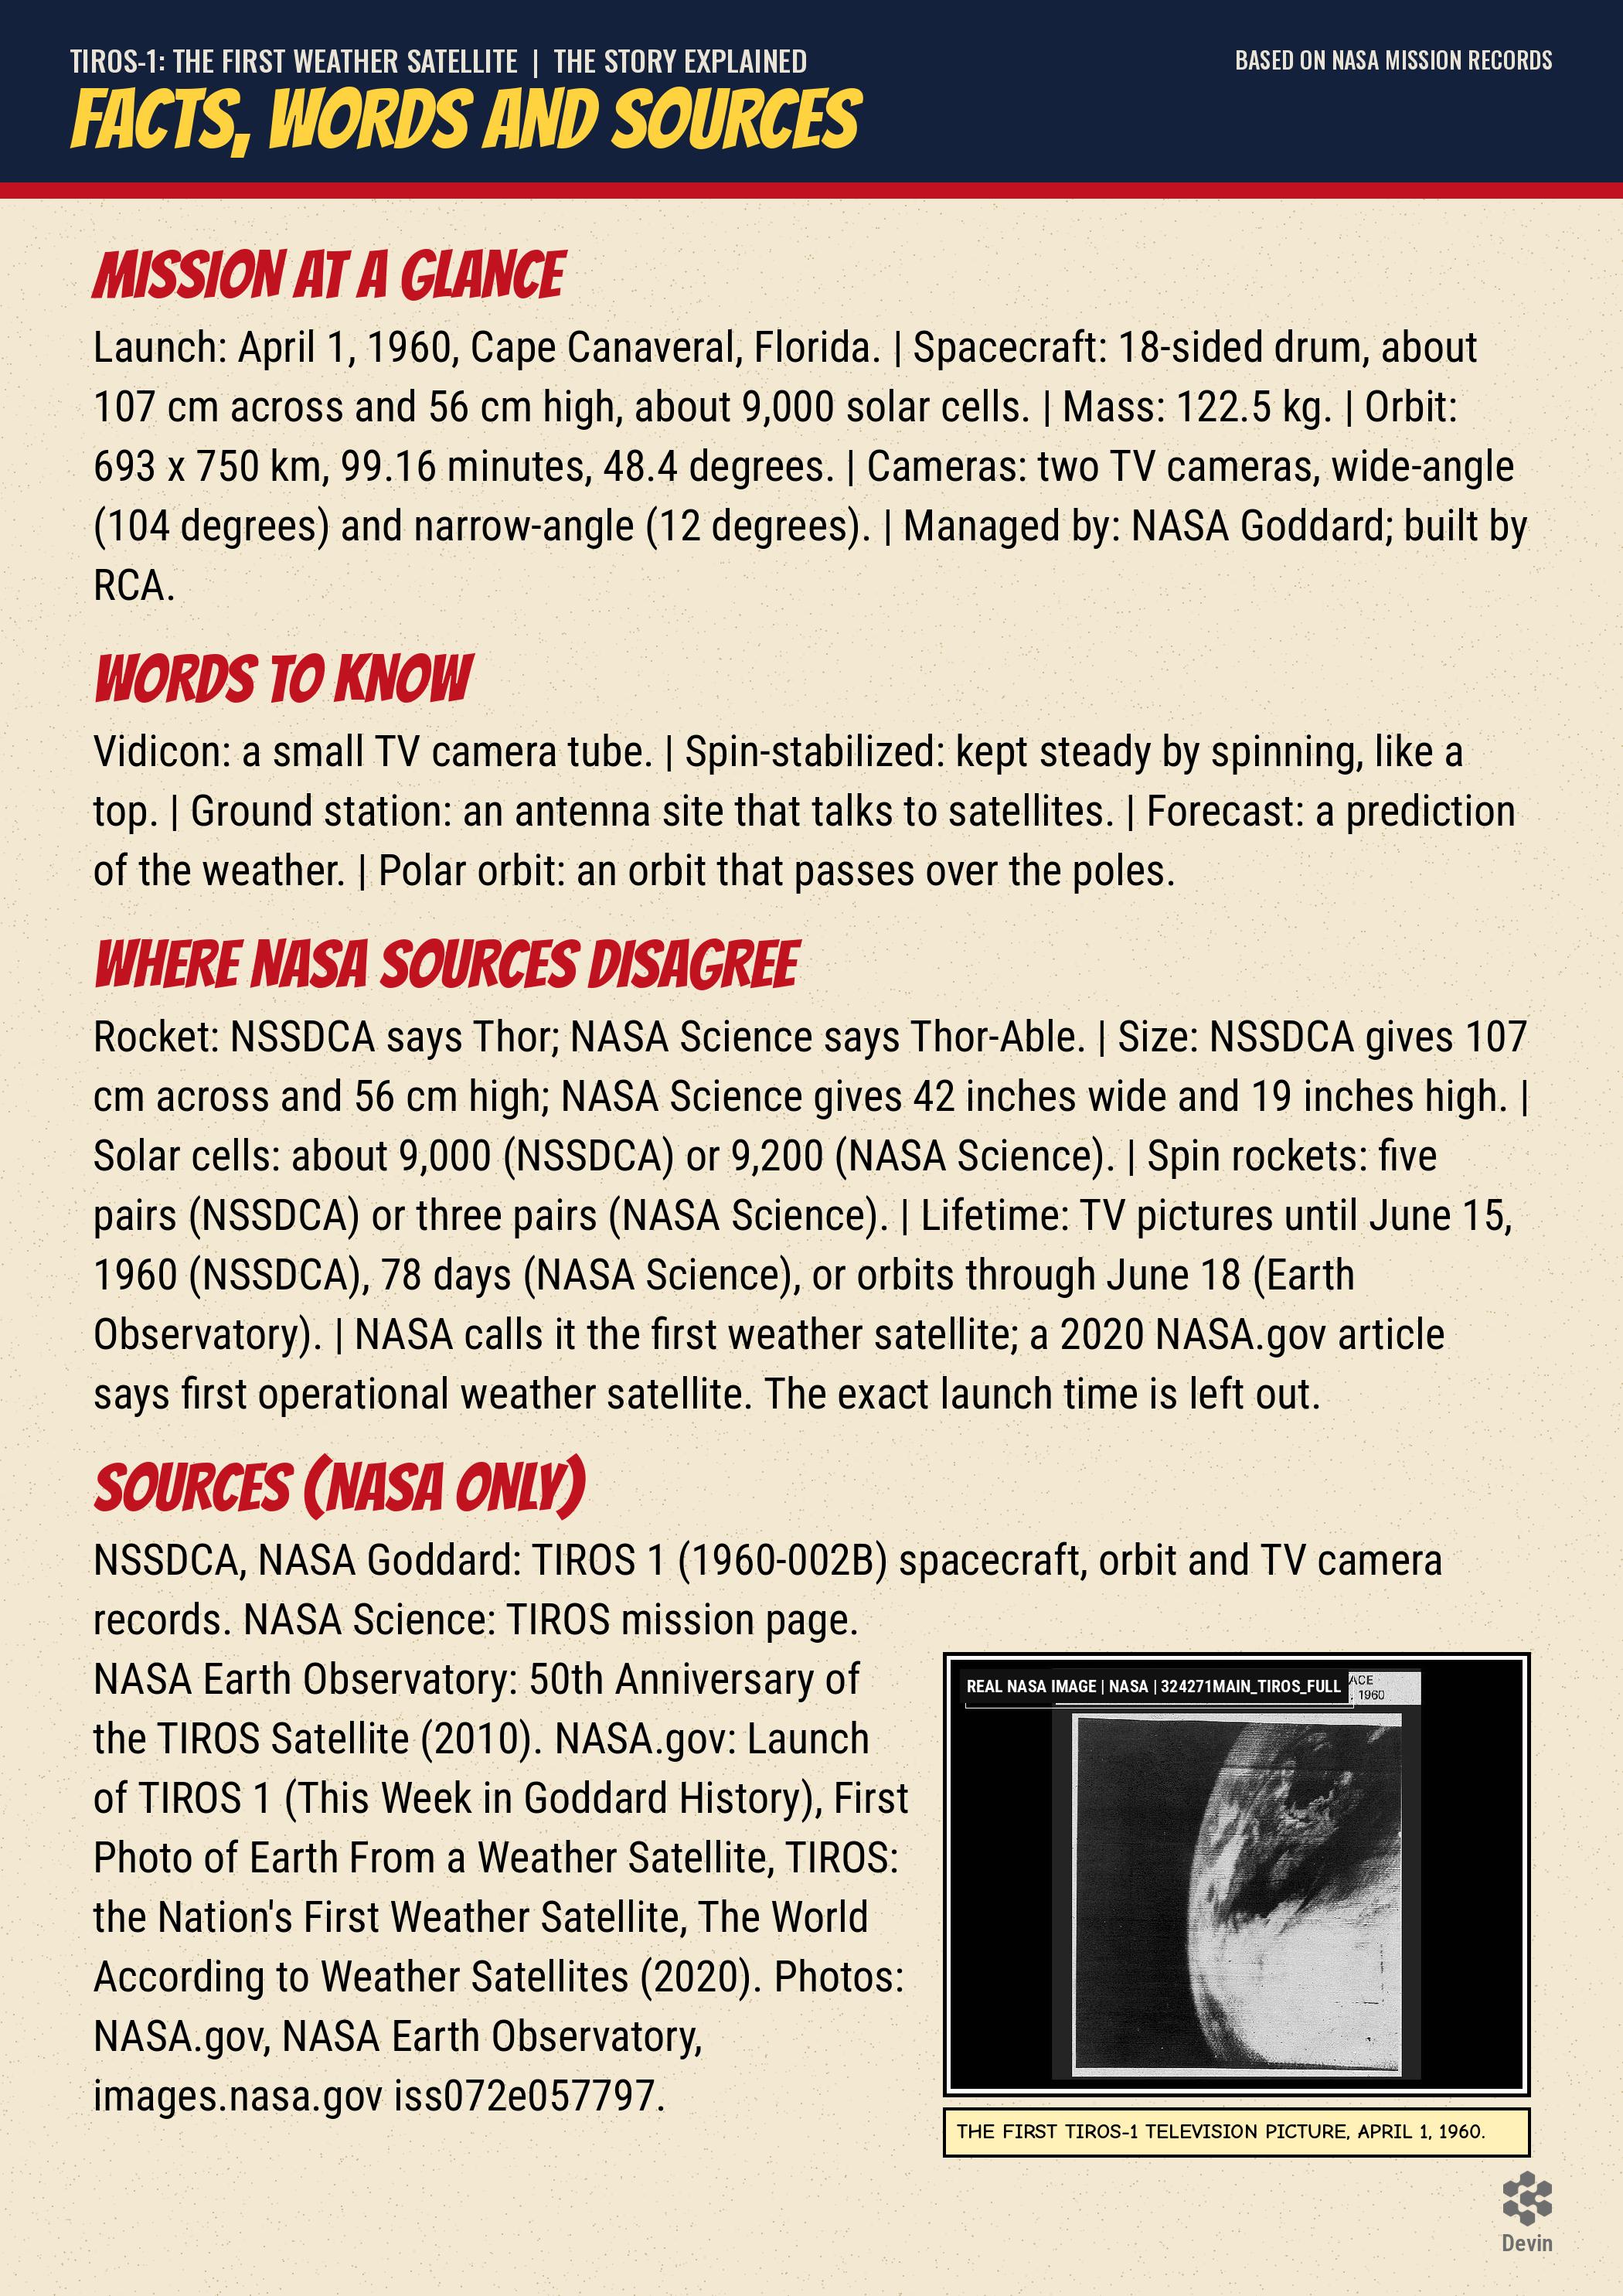 TIROS-1: THE FIRST WEATHER SATELLITE | THE STORY EXPLAINED
BASED ON NASA MISSION RECORDS
FACTS, WORDS AND SOURCES
MISSION AT A GLANCE
Launch: April 1, 1960, Cape Canaveral, Florida. | Spacecraft: 18-sided drum, about
107 cm across and 56 cm high, about 9,000 solar cells. | Mass: 122.5 kg. | Orbit:
693 x 750 km, 99.16 minutes, 48.4 degrees. | Cameras: two TV cameras, wide-angle
(104 degrees) and narrow-angle (12 degrees). | Managed by: NASA Goddard; built by
RCA.
WORDS TO KNOW
Vidicon: a small TV camera tube. | Spin-stabilized: kept steady by spinning, like a
top. | Ground station: an antenna site that talks to satellites. | Forecast: a prediction
of the weather. | Polar orbit: an orbit that passes over the poles.
WHERE NASA SOURCES DISAGREE
Rocket: NSSDCA says Thor; NASA Science says Thor-Able. | Size: NSSDCA gives 107
cm across and 56 cm high; NASA Science gives 42 inches wide and 19 inches high. |
Solar cells: about 9,000 (NSSDCA) or 9,200 (NASA Science). | Spin rockets: five
pairs (NSSDCA) or three pairs (NASA Science). | Lifetime: TV pictures until June 15,
1960 (NSSDCA), 78 days (NASA Science), or orbits through June 18 (Earth
Observatory). | NASA calls it the first weather satellite; a 2020 NASA.gov article
says first operational weather satellite. The exact launch time is left out.
SOURCES (NASA ONLY)
NSSDCA, NASA Goddard: TIROS 1 (1960-002B) spacecraft, orbit and TV camera
records. NASA Science: TIROS mission page.
NASA Earth Observatory: 50th Anniversary of
the TIROS Satellite (2010). NASA.gov: Launch
of TIROS 1 (This Week in Goddard History), First
Photo of Earth From a Weather Satellite, TIROS:
the Nation's First Weather Satellite, The World
According to Weather Satellites (2020). Photos:
NASA.gov, NASA Earth Observatory,
images.nasa.gov iss072e057797.
REAL NASA IMAGE | NASA | 324271MAIN_TIROS_FULL
1960
THE FIRST TIROS-1 TELEVISION PICTURE, APRIL 1, 1960.
Devin